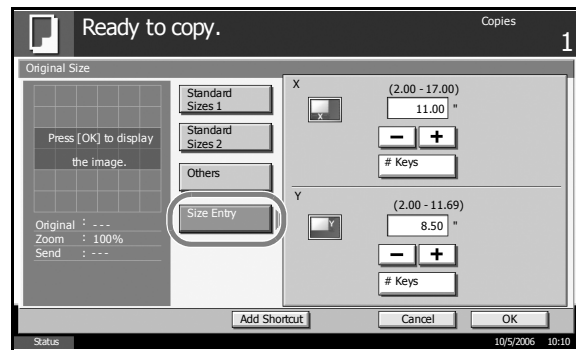 Ready to copy.
Copies
1
Original Size
Press [OK] to display
the image.
Original : ---
Zoom : 100%
Send : ---
Standard
Sizes 1
Standard
Sizes 2
Others
Size Entry
X
(2.00 - 17.00)
X
11.00 "
− +
# Keys
Y
(2.00 - 11.69)
Y
8.50 "
− +
# Keys
Add Shortcut
Cancel
OK
Status
10/5/2006 10:10